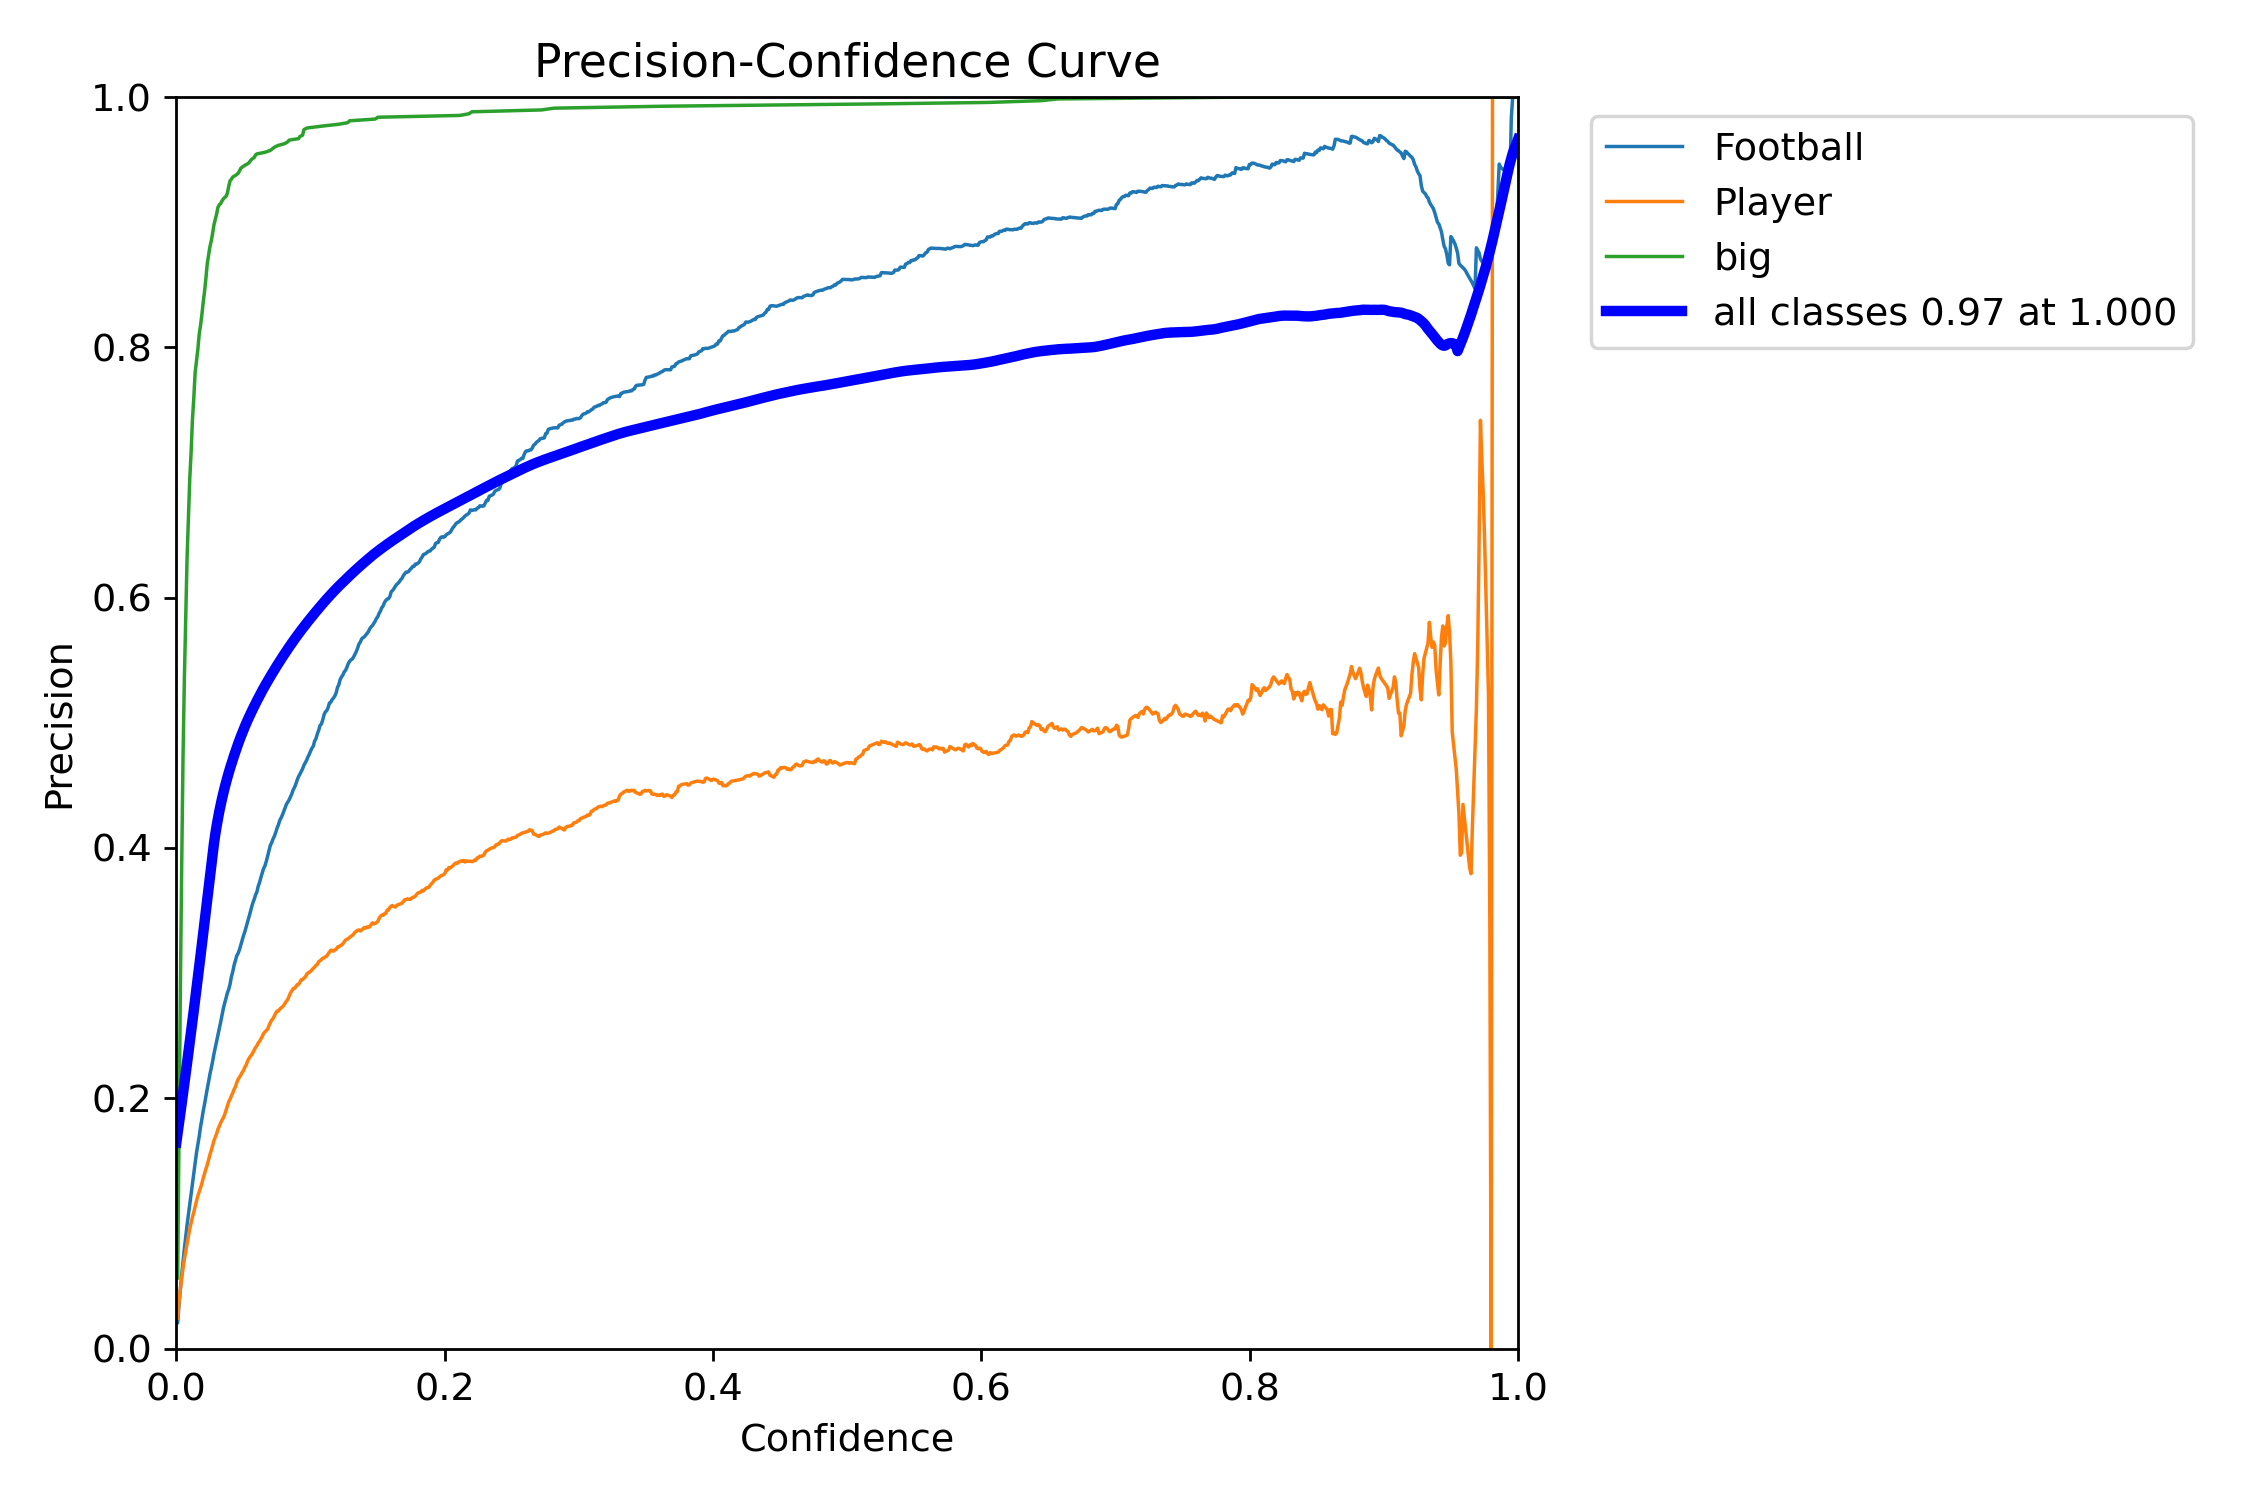 Precision-Confidence Curve
1.0
0.8
0.6
0.4
0.2
0.0
Precision
0.0 0.2 0.4 0.6 0.8 1.0
Confidence
Football
Player
big
all classes 0.97 at 1.000